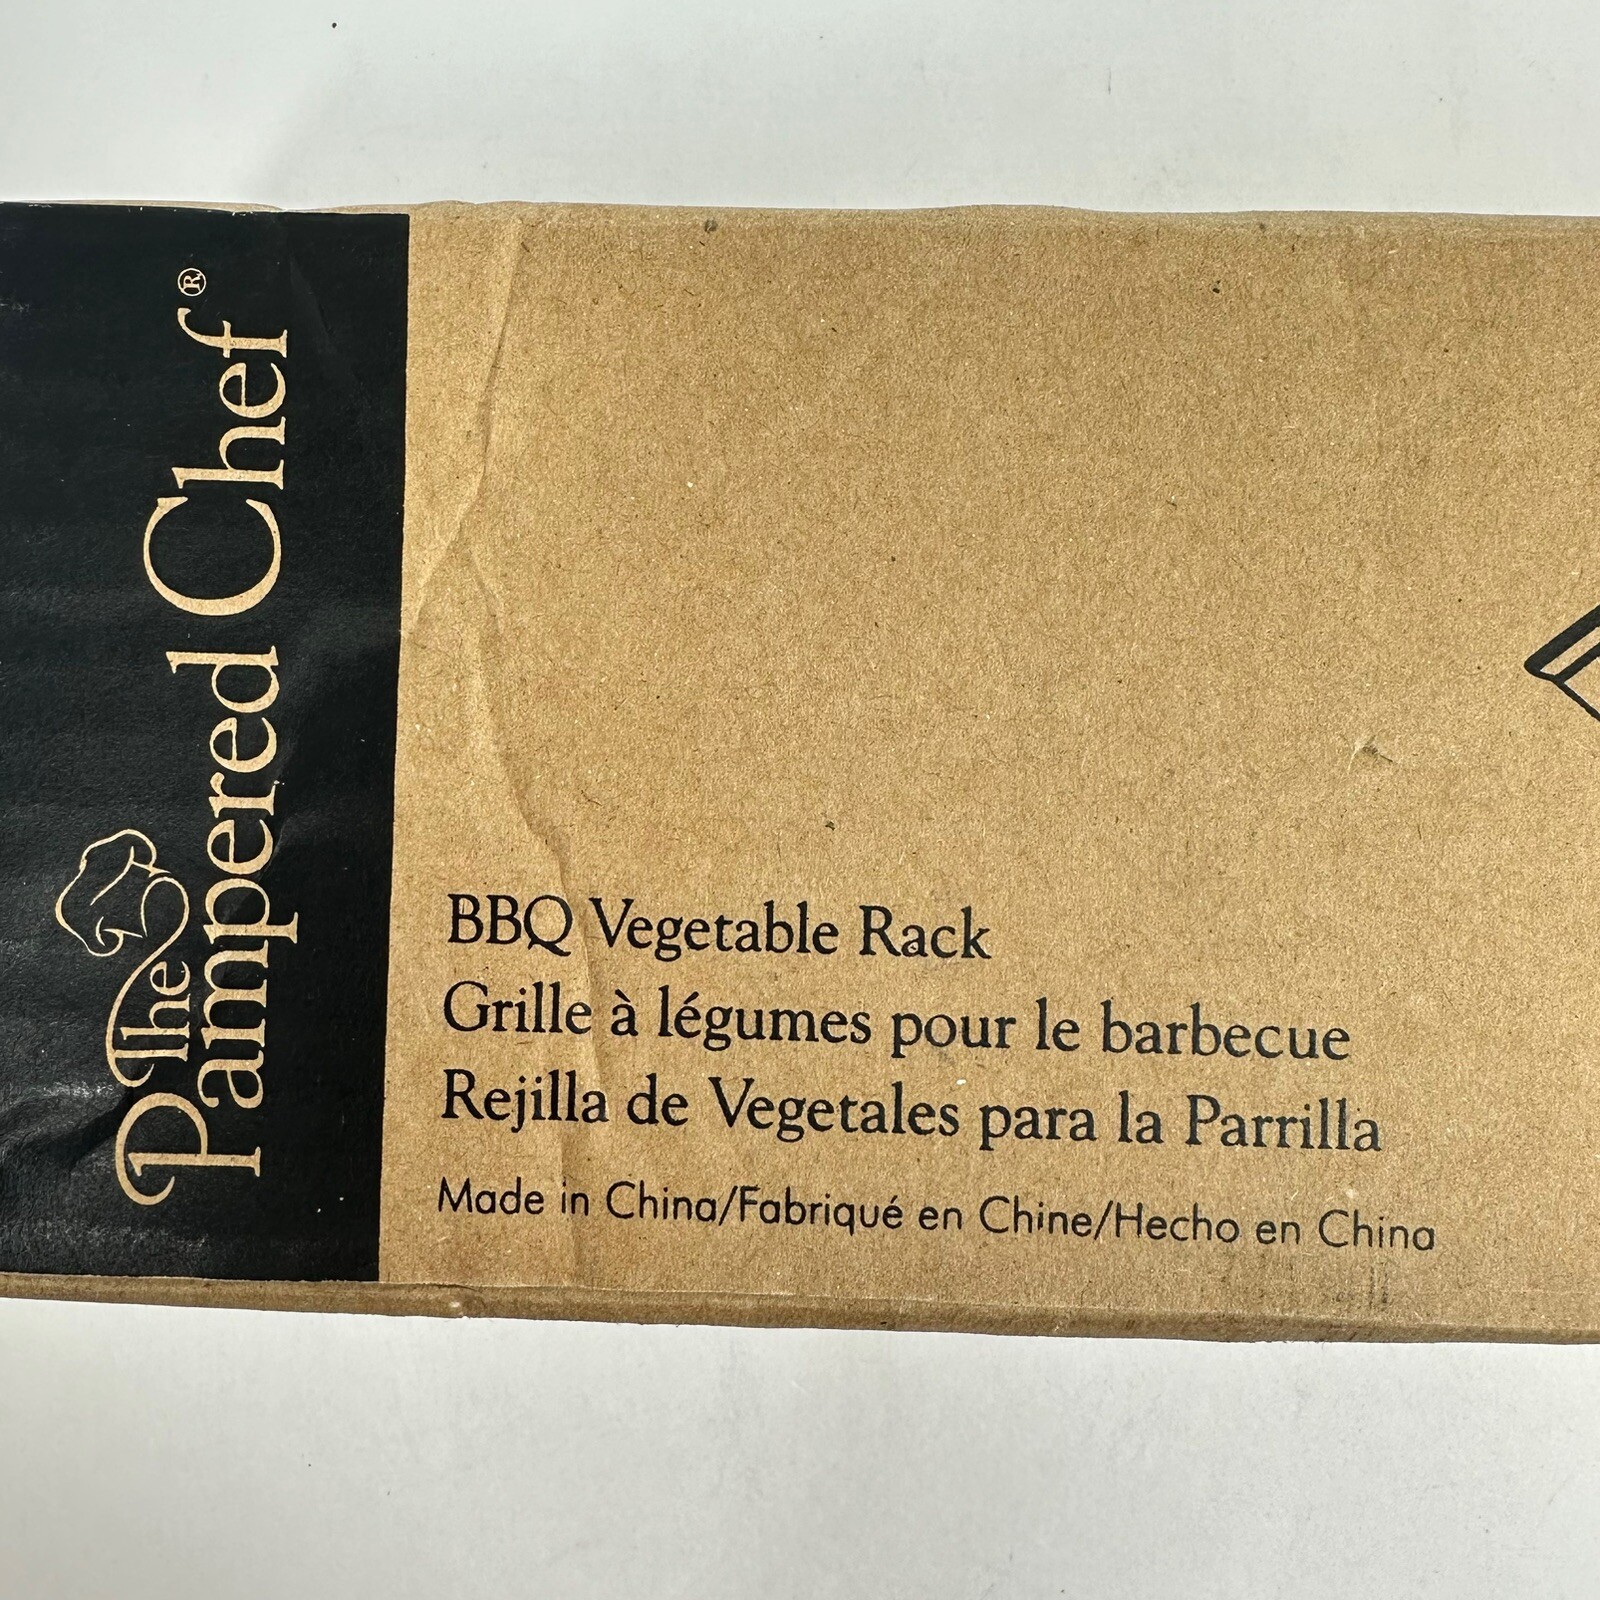 The
Pampered Chef®
BBQ Vegetable Rack
Grille à légumes pour le barbecue
Rejilla de Vegetales para la Parrilla
Made in China/Fabriqué en Chine/Hecho en China